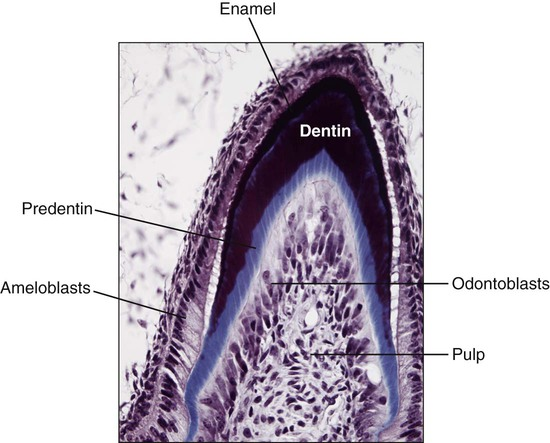 Enamel
Dentin
Predentin
Ameloblasts
Odontoblasts
Pulp